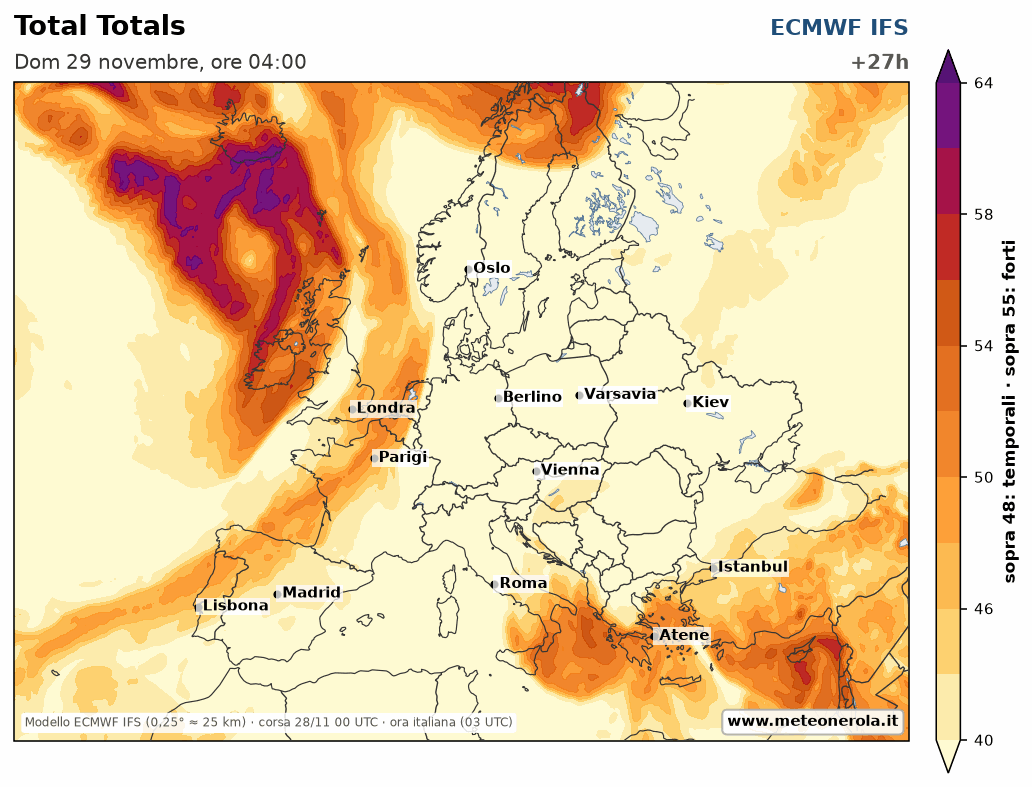 Total Totals
ECMWF IFS
Dom 29 novembre, ore 04:00
+27h
64
58
54
50
46
40
sopra 48: temporali · sopra 55: forti
Oslo
Londra
Berlino
Varsavia
Kiev
Parigi
Vienna
Istanbul
Roma
Madrid
Lisbona
Atene
Modello ECMWF IFS (0,25° ≈ 25 km) · corsa 28/11 00 UTC · ora italiana (03 UTC)
www.meteonerola.it